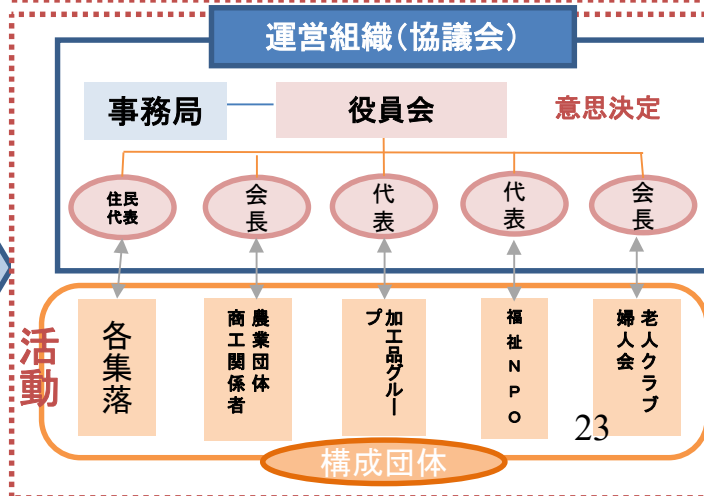 運営組織(協議会)
事務局
役員会
意思決定
住民
代表
会長
代表
代表
会長
活動
各集落
農業団体
商工関係者
加工品グルー
プ
福祉NPO
老人クラブ
婦人会
23
構成団体